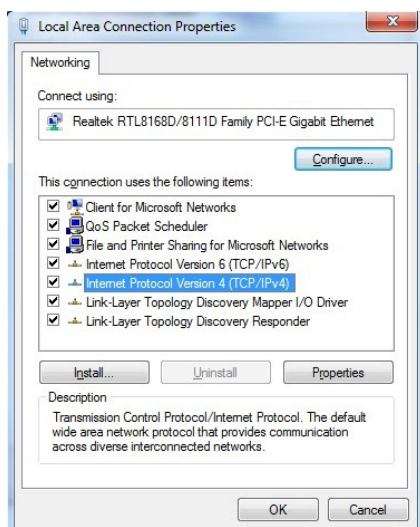 Local Area Connection Properties
Networking
Connect using:
Realtek RTL8168D/8111D Family PCI-E Gigabit Ethernet
Configure...
This connection uses the following items:
Client for Microsoft Networks
QoS Packet Scheduler
File and Printer Sharing for Microsoft Networks
Internet Protocol Version 6 (TCP/IPv6)
Internet Protocol Version 4 (TCP/IPv4)
Link-Layer Topology Discovery Mapper I/O Driver
Link-Layer Topology Discovery Responder
Install... Uninstall Properties
Description
Transmission Control Protocol/Internet Protocol. The default
wide area network protocol that provides communication
across diverse interconnected networks.
OK Cancel